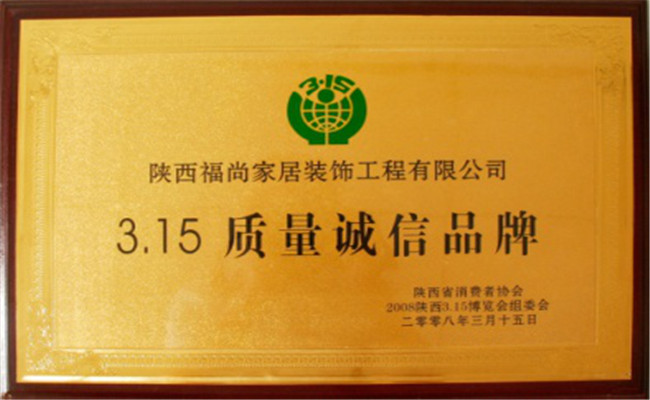 3·15
陕西福尚家居装饰工程有限公司
3.15 质量诚信品牌
陕西省消费者协会
2008陕西3.15博览会组委会
二零零八年三月十五日